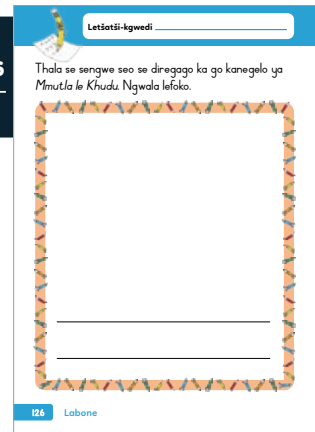 Letšatši-kgwedi
Thala se sengwe seo se diregago ka go kanegelo ya
Mmutla le Khudu. Ngwala lefoko.
126 Labone